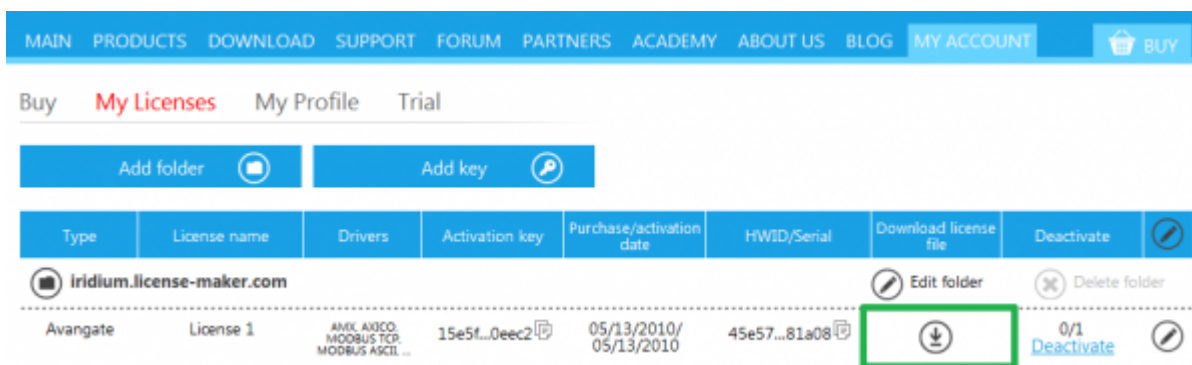 MAIN PRODUCTS DOWNLOAD SUPPORT FORUM PARTNERS ACADEMY ABOUT US BLOG MY ACCOUNT BUY
Buy My Licenses My Profile Trial
Add folder Add key
Type License name Drivers Activation key Purchase/activation date HWID/Serial Download license file Deactivate
iridium.license-maker.com Edit folder Delete folder
Avangate License 1 AMX, AXICO, MODBUS TCP, MODBUS ASCII, ... 15e5f...0eec2 05/13/2010/ 05/13/2010 45e57...81a08 0/1
Deactivate